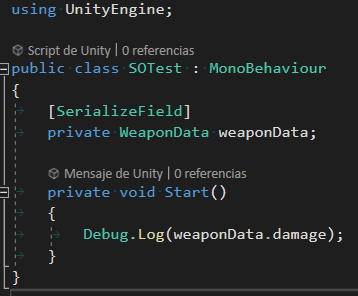 using UnityEngine;
Script de Unity | 0 referencias
public class SOTest : MonoBehaviour
{
[SerializeField]
private WeaponData weaponData;
Mensaje de Unity | 0 referencias
private void Start()
{
Debug.Log(weaponData.damage);
}
}